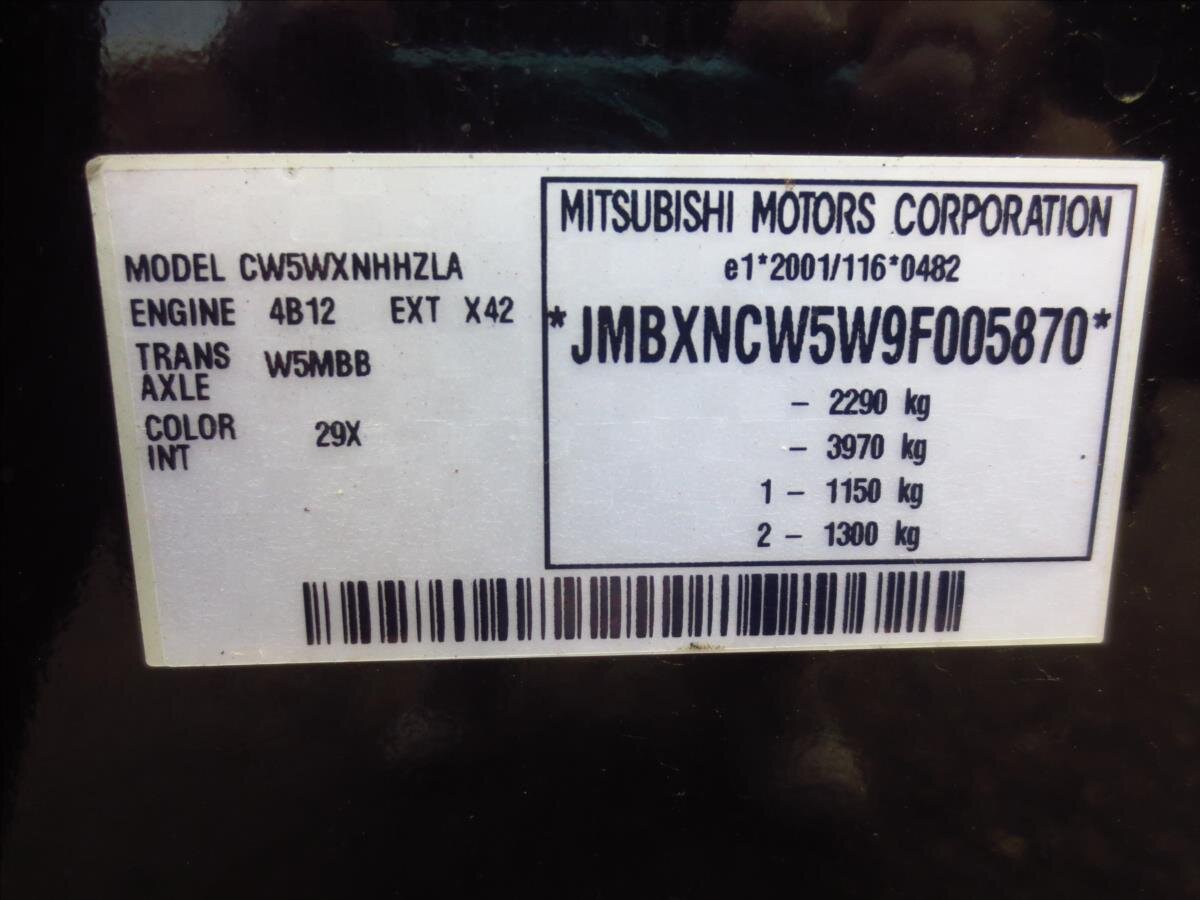 MODEL CW5WXNHHZLA
ENGINE 4B12 EXT X42
TRANS
AXLE W5MBB
COLOR
INT 29X
MITSUBISHI MOTORS CORPORATION
e1*2001/116*0482
*JMBXNCW5W9F005870*
- 2290 kg
- 3970 kg
1 - 1150 kg
2 - 1300 kg